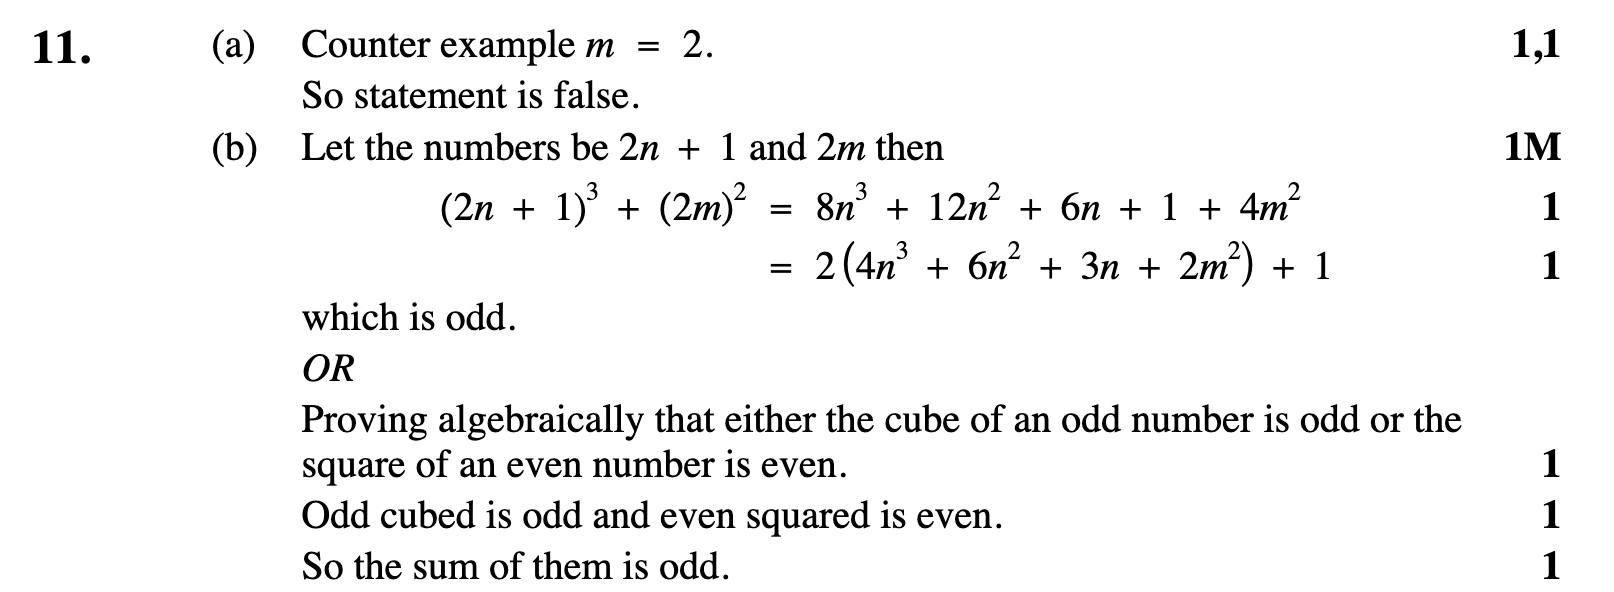 11. (a) Counter example m = 2. 1,1
So statement is false.
(b) Let the numbers be 2n + 1 and 2m then 1M
(2n + 1)³ + (2m)² = 8n³ + 12n² + 6n + 1 + 4m² 1
= 2(4n³ + 6n² + 3n + 2m²) + 1 1
which is odd.
OR
Proving algebraically that either the cube of an odd number is odd or the
square of an even number is even. 1
Odd cubed is odd and even squared is even. 1
So the sum of them is odd. 1